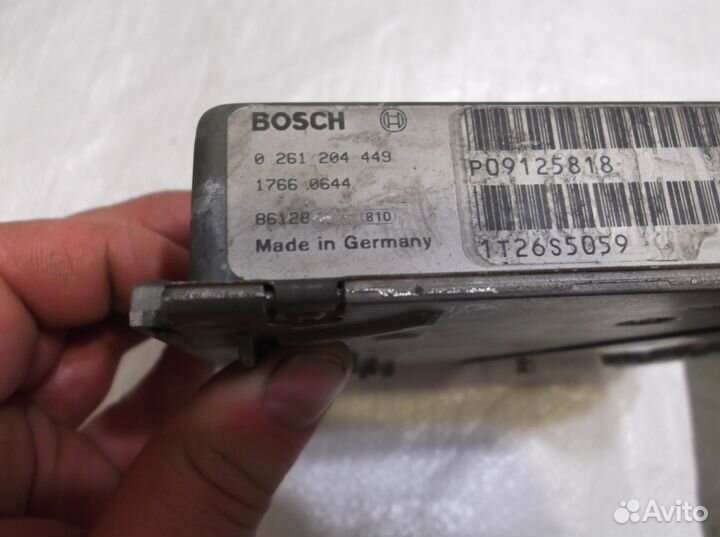 BOSCH
0 261 204 449
1766 0644
86128 810
Made in Germany
P09125818
1T26S5059
Avito